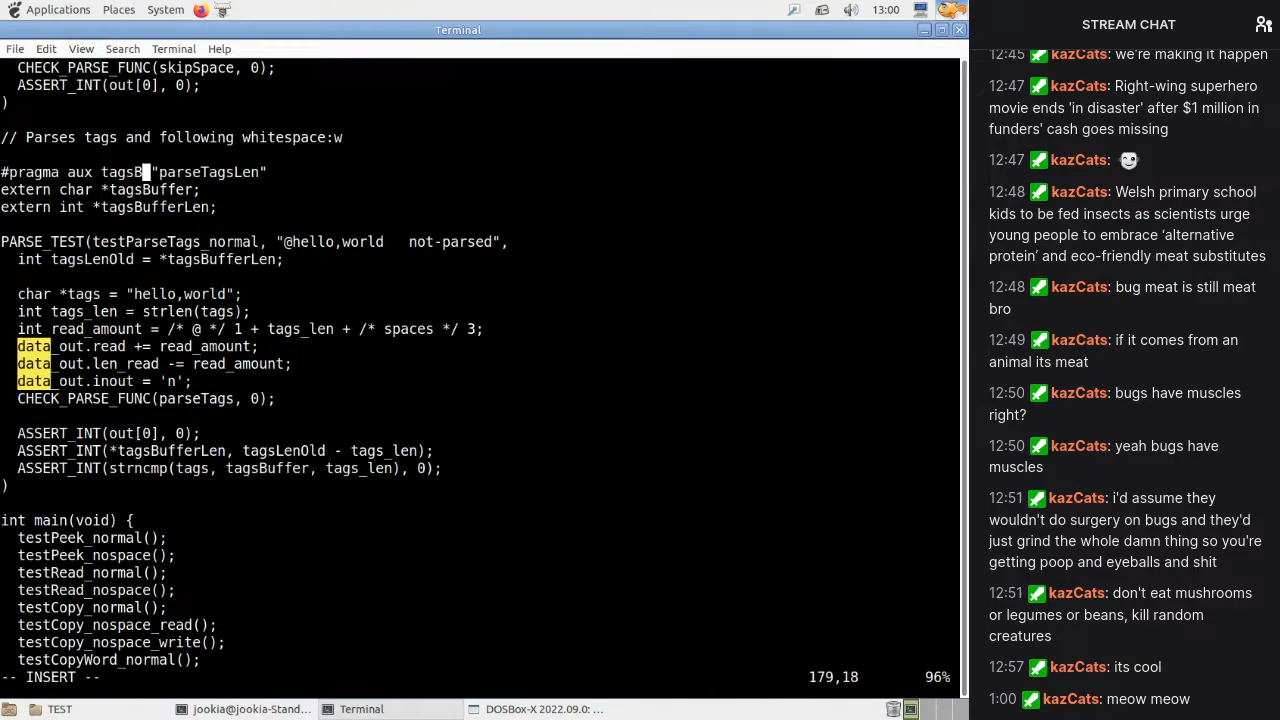 Applications Places System 13:00
Terminal
File Edit View Search Terminal Help
CHECK_PARSE_FUNC(skipSpace, 0);
ASSERT_INT(out[0], 0);
)
// Parses tags and following whitespace:w
#pragma aux tagsB "parseTagsLen"
extern char *tagsBuffer;
extern int *tagsBufferLen;
PARSE_TEST(testParseTags_normal, "@hello,world   not-parsed",
int tagsLenOld = *tagsBufferLen;
char *tags = "hello,world";
int tags_len = strlen(tags);
int read_amount = /* @ */ 1 + tags_len + /* spaces */ 3;
data_out.read += read_amount;
data_out.len_read -= read_amount;
data_out.inout = 'n';
CHECK_PARSE_FUNC(parseTags, 0);
ASSERT_INT(out[0], 0);
ASSERT_INT(*tagsBufferLen, tagsLenOld - tags_len);
ASSERT_INT(strncmp(tags, tagsBuffer, tags_len), 0);
)
int main(void) {
testPeek_normal();
testPeek_nospace();
testRead_normal();
testRead_nospace();
testCopy_normal();
testCopy_nospace_read();
testCopy_nospace_write();
testCopyWord_normal();
-- INSERT -- 179,18 96%
TEST jookia@jookia-Stand... Terminal DOSBox-X 2022.09.0: ...
STREAM CHAT
12:45 kazCats: we're making it happen
12:47 kazCats: Right-wing superhero
movie ends 'in disaster' after $1 million in
funders' cash goes missing
12:47 kazCats:
12:48 kazCats: Welsh primary school
kids to be fed insects as scientists urge
young people to embrace ‘alternative
protein’ and eco-friendly meat substitutes
12:48 kazCats: bug meat is still meat
bro
12:49 kazCats: if it comes from an
animal its meat
12:50 kazCats: bugs have muscles
right?
12:50 kazCats: yeah bugs have
muscles
12:51 kazCats: i'd assume they
wouldn't do surgery on bugs and they'd
just grind the whole damn thing so you're
getting poop and eyeballs and shit
12:51 kazCats: don't eat mushrooms
or legumes or beans, kill random
creatures
12:57 kazCats: its cool
1:00 kazCats: meow meow